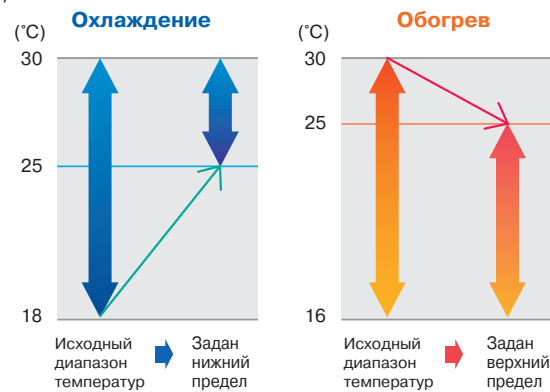 Охлаждение
(˚C)
30
25
18
Исходный
диапазон
температур
Задан
нижний
предел
Обогрев
(˚C)
30
25
16
Исходный
диапазон
температур
Задан
верхний
предел